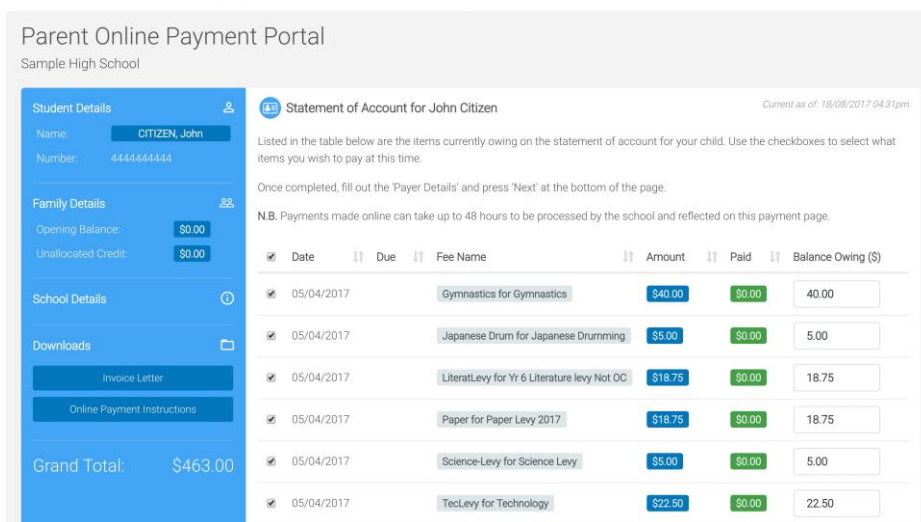 Parent Online Payment Portal
Sample High School
Student Details
Name: CITIZEN, John
Number: 4444444444
Family Details
Opening Balance: $0.00
Unallocated Credit: $0.00
School Details
Downloads
Invoice Letter
Online Payment Instructions
Grand Total: $463.00
Statement of Account for John Citizen
Current as of: 18/08/2017 04:31pm
Listed in the table below are the items currently owing on the statement of account for your child. Use the checkboxes to select what
items you wish to pay at this time.
Once completed, fill out the 'Payer Details' and press 'Next' at the bottom of the page.
N.B. Payments made online can take up to 48 hours to be processed by the school and reflected on this payment page.
Date Due Fee Name Amount Paid Balance Owing ($)
05/04/2017 Gymnastics for Gymnastics $40.00 $0.00 40.00
05/04/2017 Japanese Drum for Japanese Drumming $5.00 $0.00 5.00
05/04/2017 LiteratLevy for Yr 6 Literature levy Not OC $18.75 $0.00 18.75
05/04/2017 Paper for Paper Levy 2017 $18.75 $0.00 18.75
05/04/2017 Science-Levy for Science Levy $5.00 $0.00 5.00
05/04/2017 TecLevy for Technology $22.50 $0.00 22.50